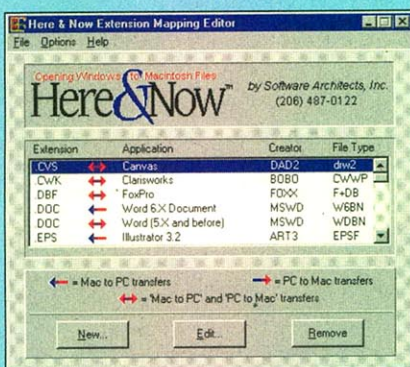 Here & Now Extension Mapping Editor
File Options Help
Opening Windows to Macintosh Files
Here&Now™
by Software Architects, Inc.
(206) 487-0122
Extension Application Creator File Type
.CVS Canvas DAD2 drw2
.CWK Clarisworks BOBO CWWP
.DBF FoxPro FOXX F+DB
.DOC Word 6.X Document MSWD W6BN
.DOC Word (5.X and before) MSWD WDBN
.EPS Illustrator 3.2 ART3 EPSF
= Mac to PC transfers = PC to Mac transfers
= 'Mac to PC' and 'PC to Mac' transfers
New... Edit... Remove